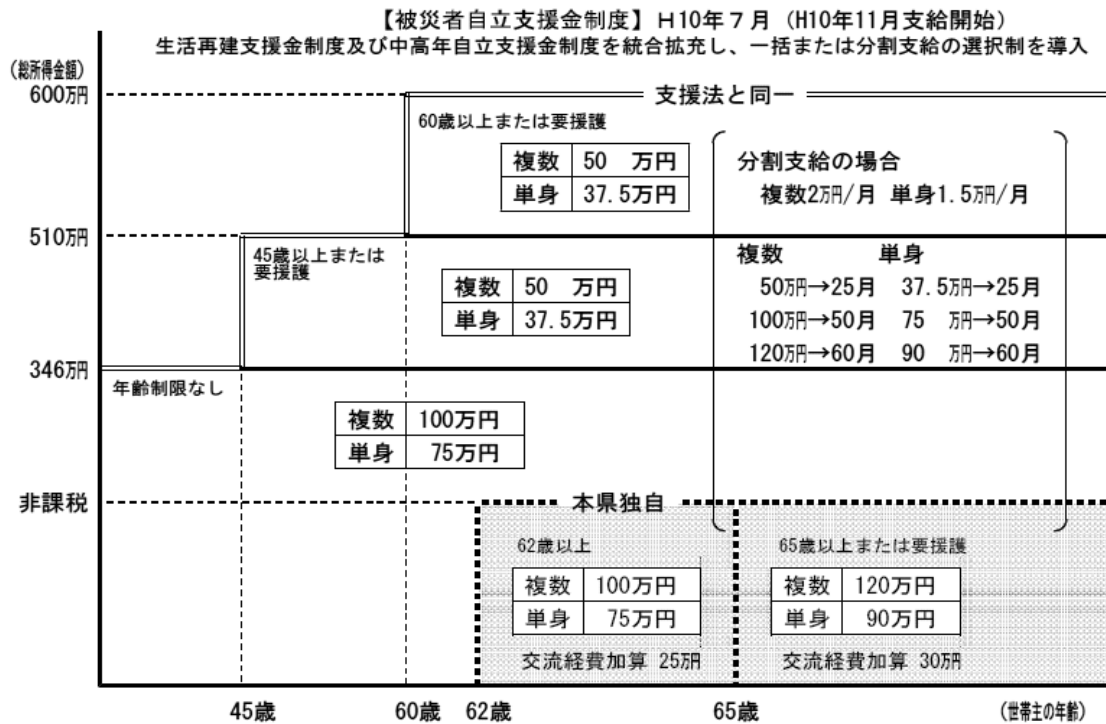 【被災者自立支援金制度】H10年7月(H10年11月支給開始)
生活再建支援金制度及び中高年自立支援金制度を統合拡充し、一括または分割支給の選択制を導入
(総所得金額)
600万円
支援法と同一
60歳以上または要援護
複数 50 万円
単身 37.5万円
分割支給の場合
複数2万円/月 単身1.5万円/月
510万円
45歳以上または
要援護
複数 50 万円
単身 37.5万円
複数 単身
50万円→25月 37.5万円→25月
100万円→50月 75 万円→50月
120万円→60月 90 万円→60月
346万円
年齢制限なし
複数 100万円
単身 75万円
非課税
本県独自
62歳以上
複数 100万円
単身 75万円
交流経費加算 25万円
65歳以上または要援護
複数 120万円
単身 90万円
交流経費加算 30万円
45歳 60歳 62歳 65歳 (世帯主の年齢)